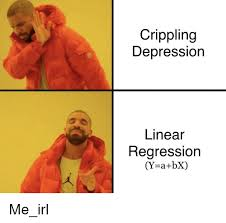 Crippling
Depression
Linear
Regression
(Y=a+bX)
Me_irl